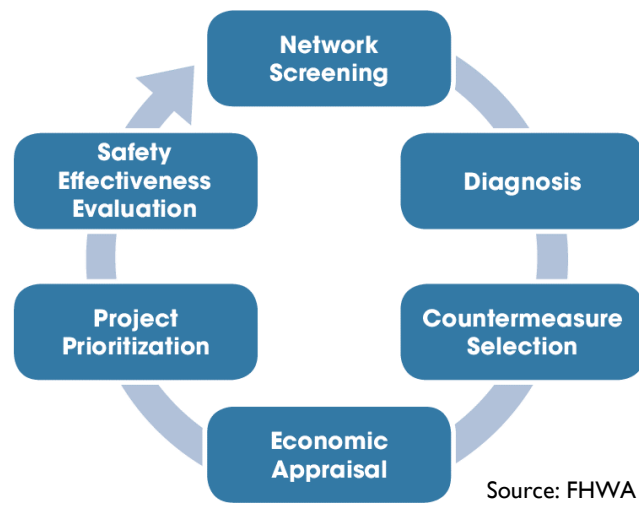 Network
Screening
Diagnosis
Countermeasure
Selection
Economic
Appraisal
Project
Prioritization
Safety
Effectiveness
Evaluation
Source: FHWA